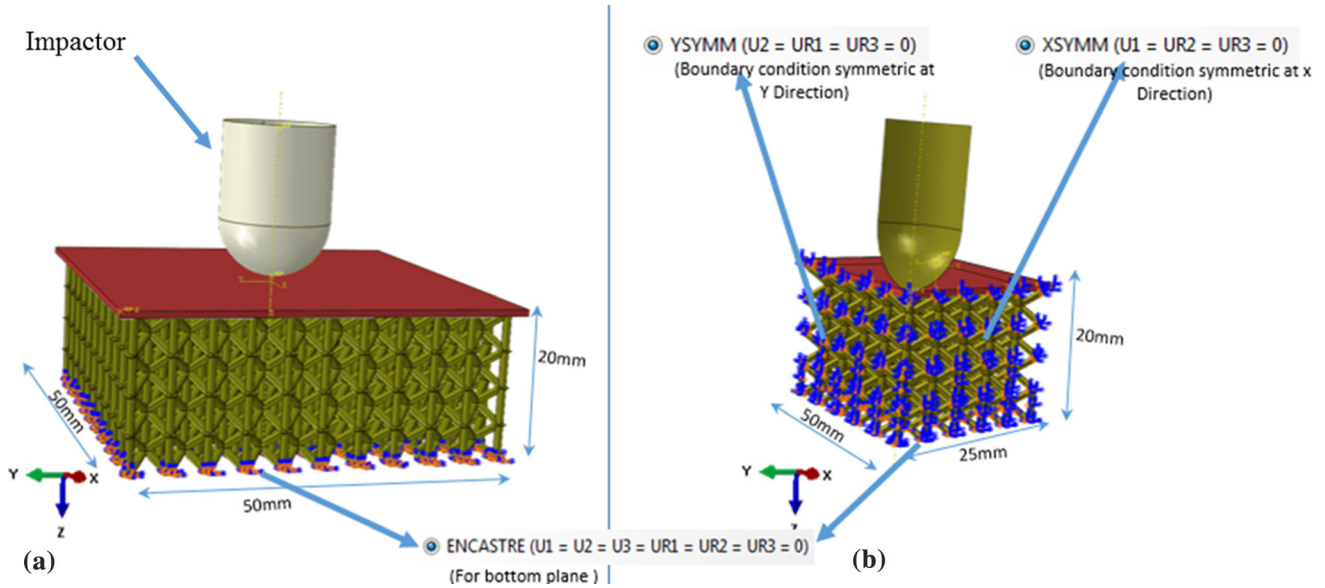 Impactor
YSYMM (U2 = UR1 = UR3 = 0)
(Boundary condition symmetric at
Y Direction)
XSYMM (U1 = UR2 = UR3 = 0)
(Boundary condition symmetric at x
Direction)
20mm
50mm
50mm
Y
X
Z
(a)
20mm
50mm
25mm
Y
X
Z
(b)
ENCASTRE (U1 = U2 = U3 = UR1 = UR2 = UR3 = 0)
(For bottom plane )